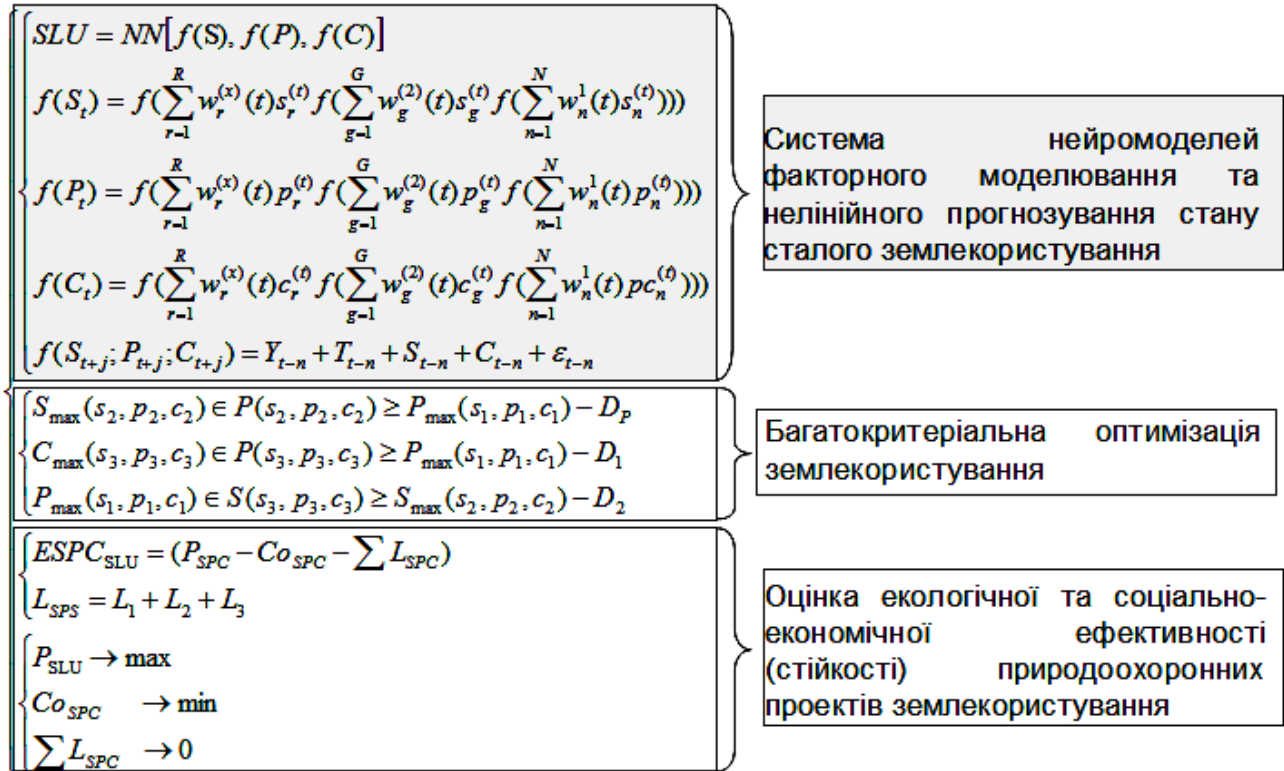 SLU = NN[f(S), f(P), f(C)]
f(S_t) = f(∑_{r-1}^{R} w_r^{(x)}(t)s_r^{(t)} f(∑_{g-1}^{G} w_g^{(2)}(t)s_g^{(t)} f(∑_{n-1}^{N} w_n^1(t)s_n^{(t)})))
f(P_t) = f(∑_{r-1}^{R} w_r^{(x)}(t)p_r^{(t)} f(∑_{g-1}^{G} w_g^{(2)}(t)p_g^{(t)} f(∑_{n-1}^{N} w_n^1(t)p_n^{(t)})))
f(C_t) = f(∑_{r-1}^{R} w_r^{(x)}(t)c_r^{(t)} f(∑_{g-1}^{G} w_g^{(2)}(t)c_g^{(t)} f(∑_{n-1}^{N} w_n^1(t)pc_n^{(t)})))
f(S_{t+j}; P_{t+j}; C_{t+j}) = Y_{t-n} + T_{t-n} + S_{t-n} + C_{t-n} + ε_{t-n}
Система нейромоделей
факторного моделювання та
нелінійного прогнозування стану
сталого землекористування
S_max(s_2, p_2, c_2) ∈ P(s_2, p_2, c_2) ≥ P_max(s_1, p_1, c_1) − D_P
C_max(s_3, p_3, c_3) ∈ P(s_3, p_3, c_3) ≥ P_max(s_1, p_1, c_1) − D_1
P_max(s_1, p_1, c_1) ∈ S(s_3, p_3, c_3) ≥ S_max(s_2, p_2, c_2) − D_2
Багатокритеріальна оптимізація
землекористування
ESPC_SLU = (P_SPC − Co_SPC − ∑ L_SPC)
L_SPS = L_1 + L_2 + L_3
P_SLU → max
Co_SPC → min
∑ L_SPC → 0
Оцінка екологічної та соціально-
економічної ефективності
(стійкості) природоохоронних
проектів землекористування